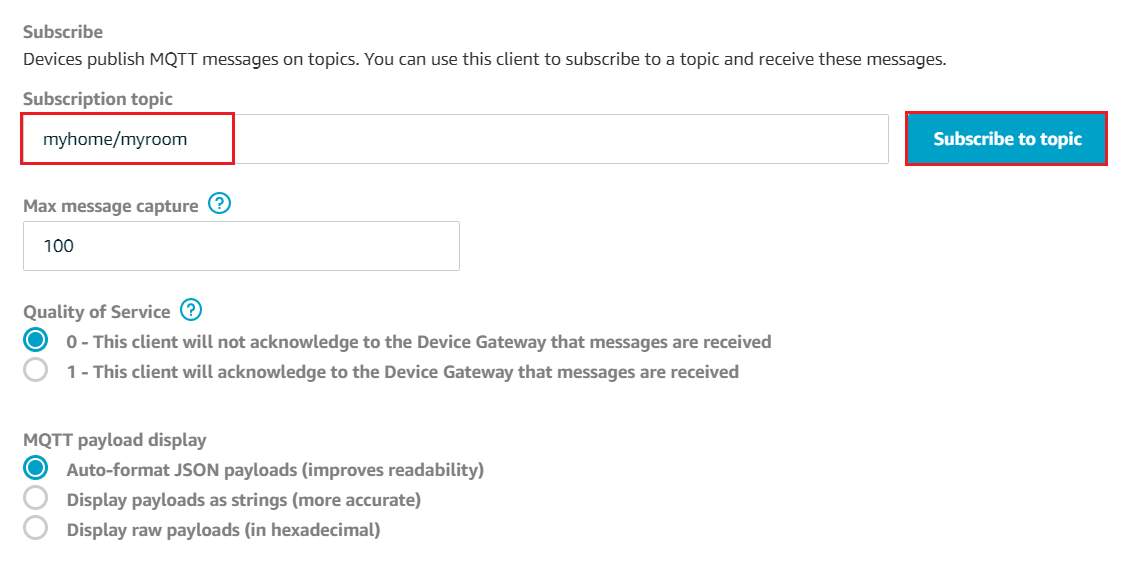 Subscribe
Devices publish MQTT messages on topics. You can use this client to subscribe to a topic and receive these messages.
Subscription topic
myhome/myroom
Subscribe to topic
Max message capture ?
100
Quality of Service ?
0 - This client will not acknowledge to the Device Gateway that messages are received
1 - This client will acknowledge to the Device Gateway that messages are received
MQTT payload display
Auto-format JSON payloads (improves readability)
Display payloads as strings (more accurate)
Display raw payloads (in hexadecimal)